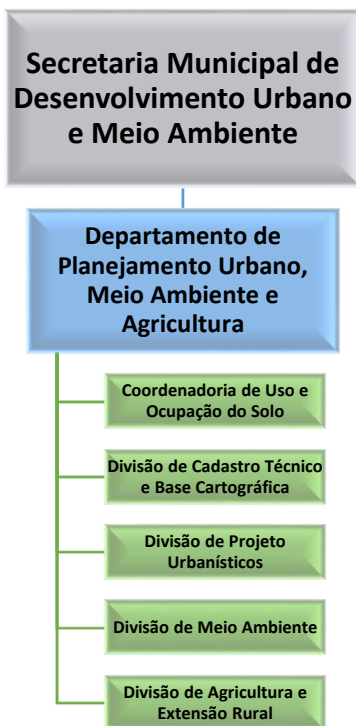 Secretaria Municipal de
Desenvolvimento Urbano
e Meio Ambiente
Departamento de
Planejamento Urbano,
Meio Ambiente e
Agricultura
Coordenadoria de Uso e
Ocupação do Solo
Divisão de Cadastro Técnico
e Base Cartográfica
Divisão de Projeto
Urbanísticos
Divisão de Meio Ambiente
Divisão de Agricultura e
Extensão Rural